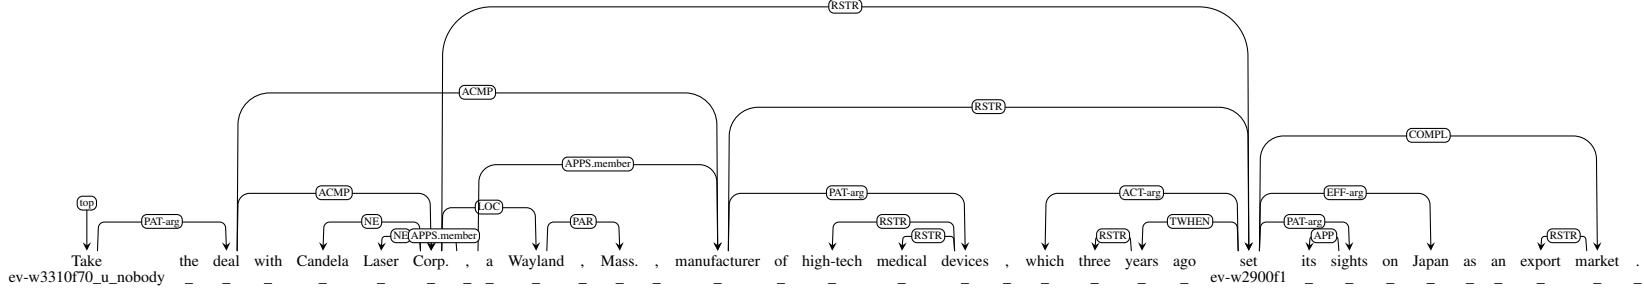 RSTR
ACMP
RSTR
COMPL
APPS.member
top
ACMP
PAT-arg
ACT-arg
EFF-arg
LOC
PAT-arg
NE
PAR
RSTR
TWHEN
PAT-arg
NE
APPS.member
RSTR
RSTR
APP
RSTR
Take the deal with Candela Laser Corp. , a Wayland , Mass. , manufacturer of high-tech medical devices , which three years ago set its sights on Japan as an export market .
ev-w3310f70_u_nobody _ _ _ _ _ _ _ _ _ _ _ _ _ _ _ _ _ _ _ _ _ _ ev-w2900f1 _ _ _ _ _ _ _ _ _